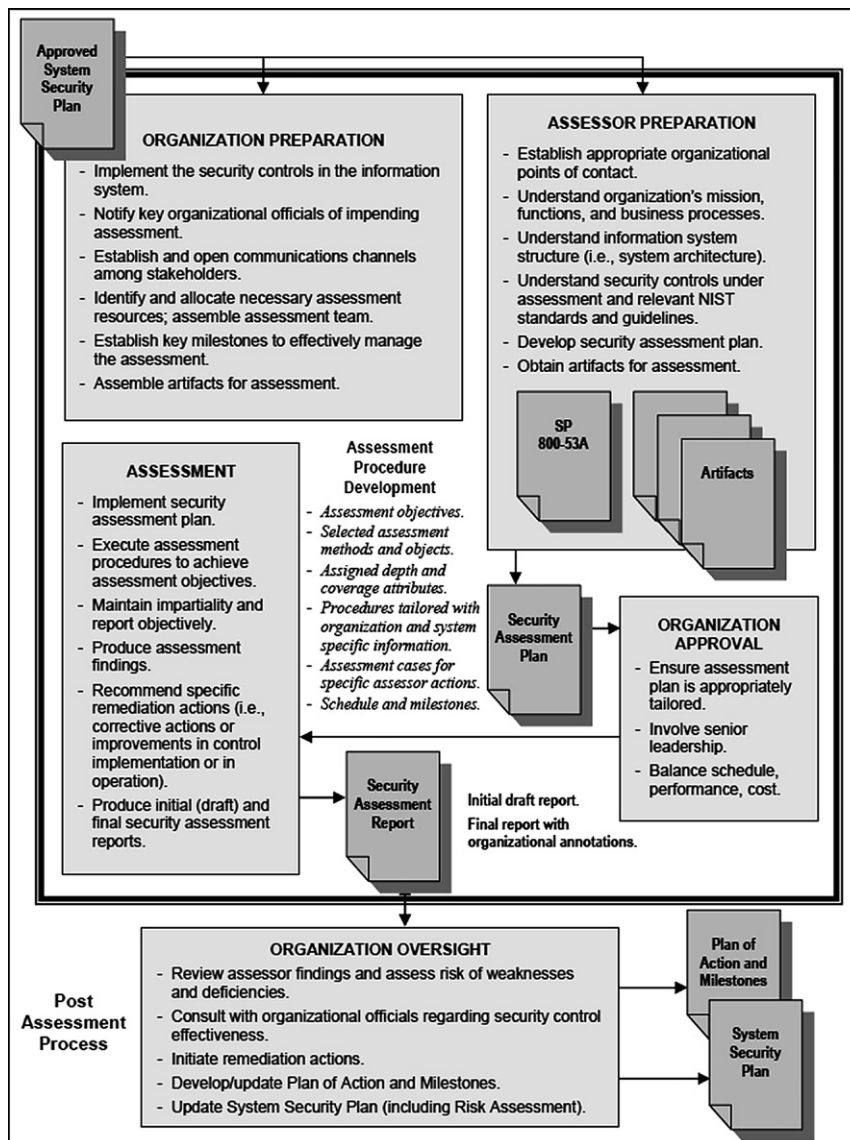 Approved
System
Security
Plan
ORGANIZATION PREPARATION
- Implement the security controls in the information
system.
- Notify key organizational officials of impending
assessment.
- Establish and open communications channels
among stakeholders.
- Identify and allocate necessary assessment
resources; assemble assessment team.
- Establish key milestones to effectively manage
the assessment.
- Assemble artifacts for assessment.
ASSESSOR PREPARATION
- Establish appropriate organizational
points of contact.
- Understand organization's mission,
functions, and business processes.
- Understand information system
structure (i.e., system architecture).
- Understand security controls under
assessment and relevant NIST
standards and guidelines.
- Develop security assessment plan.
- Obtain artifacts for assessment.
SP
800-53A
Artifacts
ASSESSMENT
- Implement security
assessment plan.
- Execute assessment
procedures to achieve
assessment objectives.
- Maintain impartiality and
report objectively.
- Produce assessment
findings.
- Recommend specific
remediation actions (i.e.,
corrective actions or
improvements in control
implementation or in
operation).
- Produce initial (draft) and
final security assessment
reports.
Assessment
Procedure
Development
- Assessment objectives.
- Selected assessment
methods and objects.
- Assigned depth and
coverage attributes.
- Procedures tailored with
organization and system
specific information.
- Assessment cases for
specific assessor actions.
- Schedule and milestones.
Security
Assessment
Plan
ORGANIZATION
APPROVAL
- Ensure assessment
plan is appropriately
tailored.
- Involve senior
leadership.
- Balance schedule,
performance, cost.
Security
Assessment
Report
Initial draft report.
Final report with
organizational annotations.
Post
Assessment
Process
ORGANIZATION OVERSIGHT
- Review assessor findings and assess risk of weaknesses
and deficiencies.
- Consult with organizational officials regarding security control
effectiveness.
- Initiate remediation actions.
- Develop/update Plan of Action and Milestones.
- Update System Security Plan (including Risk Assessment).
Plan of
Action and
Milestones
System
Security
Plan